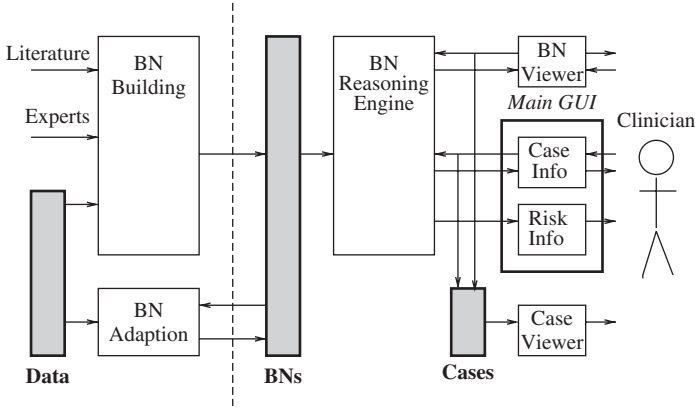 Literature
Experts
BN
Building
BN
Reasoning
Engine
BN
Viewer
Main GUI
Clinician
Case
Info
Risk
Info
BN
Adaption
Case
Viewer
Data
BNs
Cases